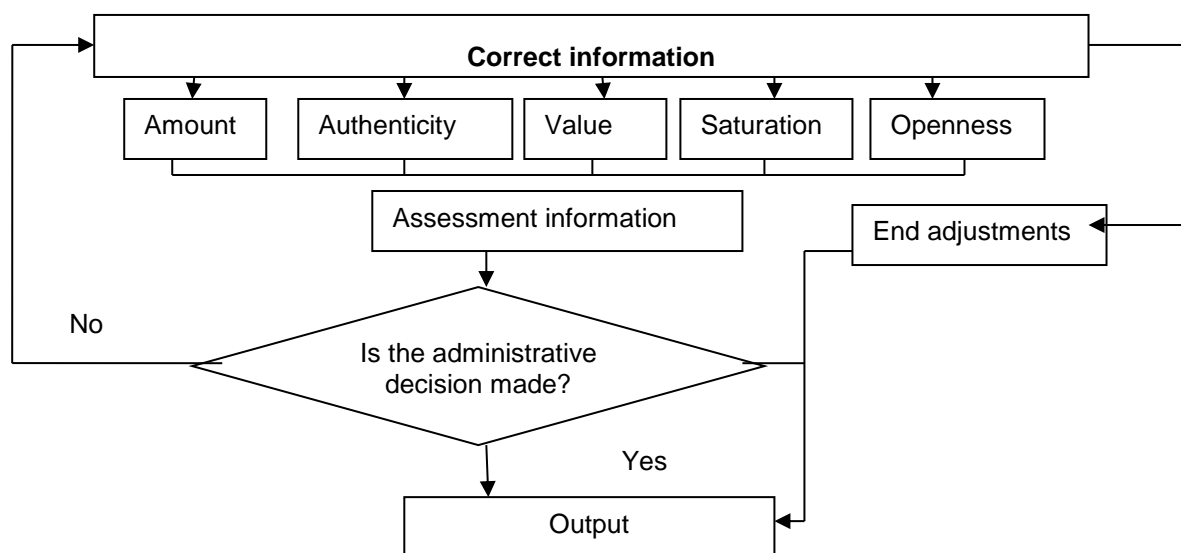 Correct information
Amount
Authenticity
Value
Saturation
Openness
Assessment information
End adjustments
No
Is the administrative
decision made?
Yes
Output